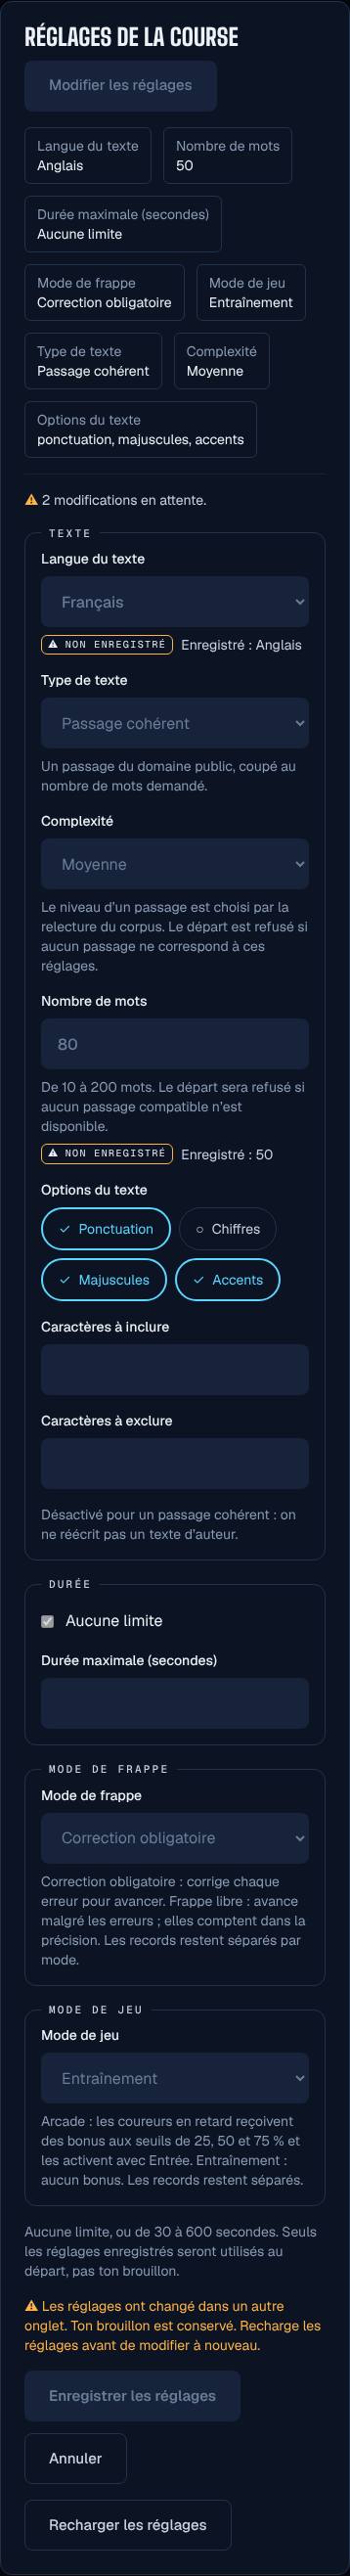 RÉGLAGES DE LA COURSE
Modifier les réglages
Langue du texte
Anglais
Nombre de mots
50
Durée maximale (secondes)
Aucune limite
Mode de frappe
Correction obligatoire
Mode de jeu
Entraînement
Type de texte
Passage cohérent
Complexité
Moyenne
Options du texte
ponctuation, majuscules, accents
⚠ 2 modifications en attente.
TEXTE
Langue du texte
Français
⚠ NON ENREGISTRÉ Enregistré : Anglais
Type de texte
Passage cohérent
Un passage du domaine public, coupé au
nombre de mots demandé.
Complexité
Moyenne
Le niveau d’un passage est choisi par la
relecture du corpus. Le départ est refusé si
aucun passage ne correspond à ces
réglages.
Nombre de mots
80
De 10 à 200 mots. Le départ sera refusé si
aucun passage compatible n’est
disponible.
⚠ NON ENREGISTRÉ Enregistré : 50
Options du texte
✓ Ponctuation ○ Chiffres
✓ Majuscules ✓ Accents
Caractères à inclure
Caractères à exclure
Désactivé pour un passage cohérent : on
ne réécrit pas un texte d’auteur.
DURÉE
Aucune limite
Durée maximale (secondes)
MODE DE FRAPPE
Mode de frappe
Correction obligatoire
Correction obligatoire : corrige chaque
erreur pour avancer. Frappe libre : avance
malgré les erreurs ; elles comptent dans la
précision. Les records restent séparés par
mode.
MODE DE JEU
Mode de jeu
Entraînement
Arcade : les coureurs en retard reçoivent
des bonus aux seuils de 25, 50 et 75 % et
les activent avec Entrée. Entraînement :
aucun bonus. Les records restent séparés.
Aucune limite, ou de 30 à 600 secondes. Seuls
les réglages enregistrés seront utilisés au
départ, pas ton brouillon.
⚠ Les réglages ont changé dans un autre
onglet. Ton brouillon est conservé. Recharge les
réglages avant de modifier à nouveau.
Enregistrer les réglages
Annuler
Recharger les réglages